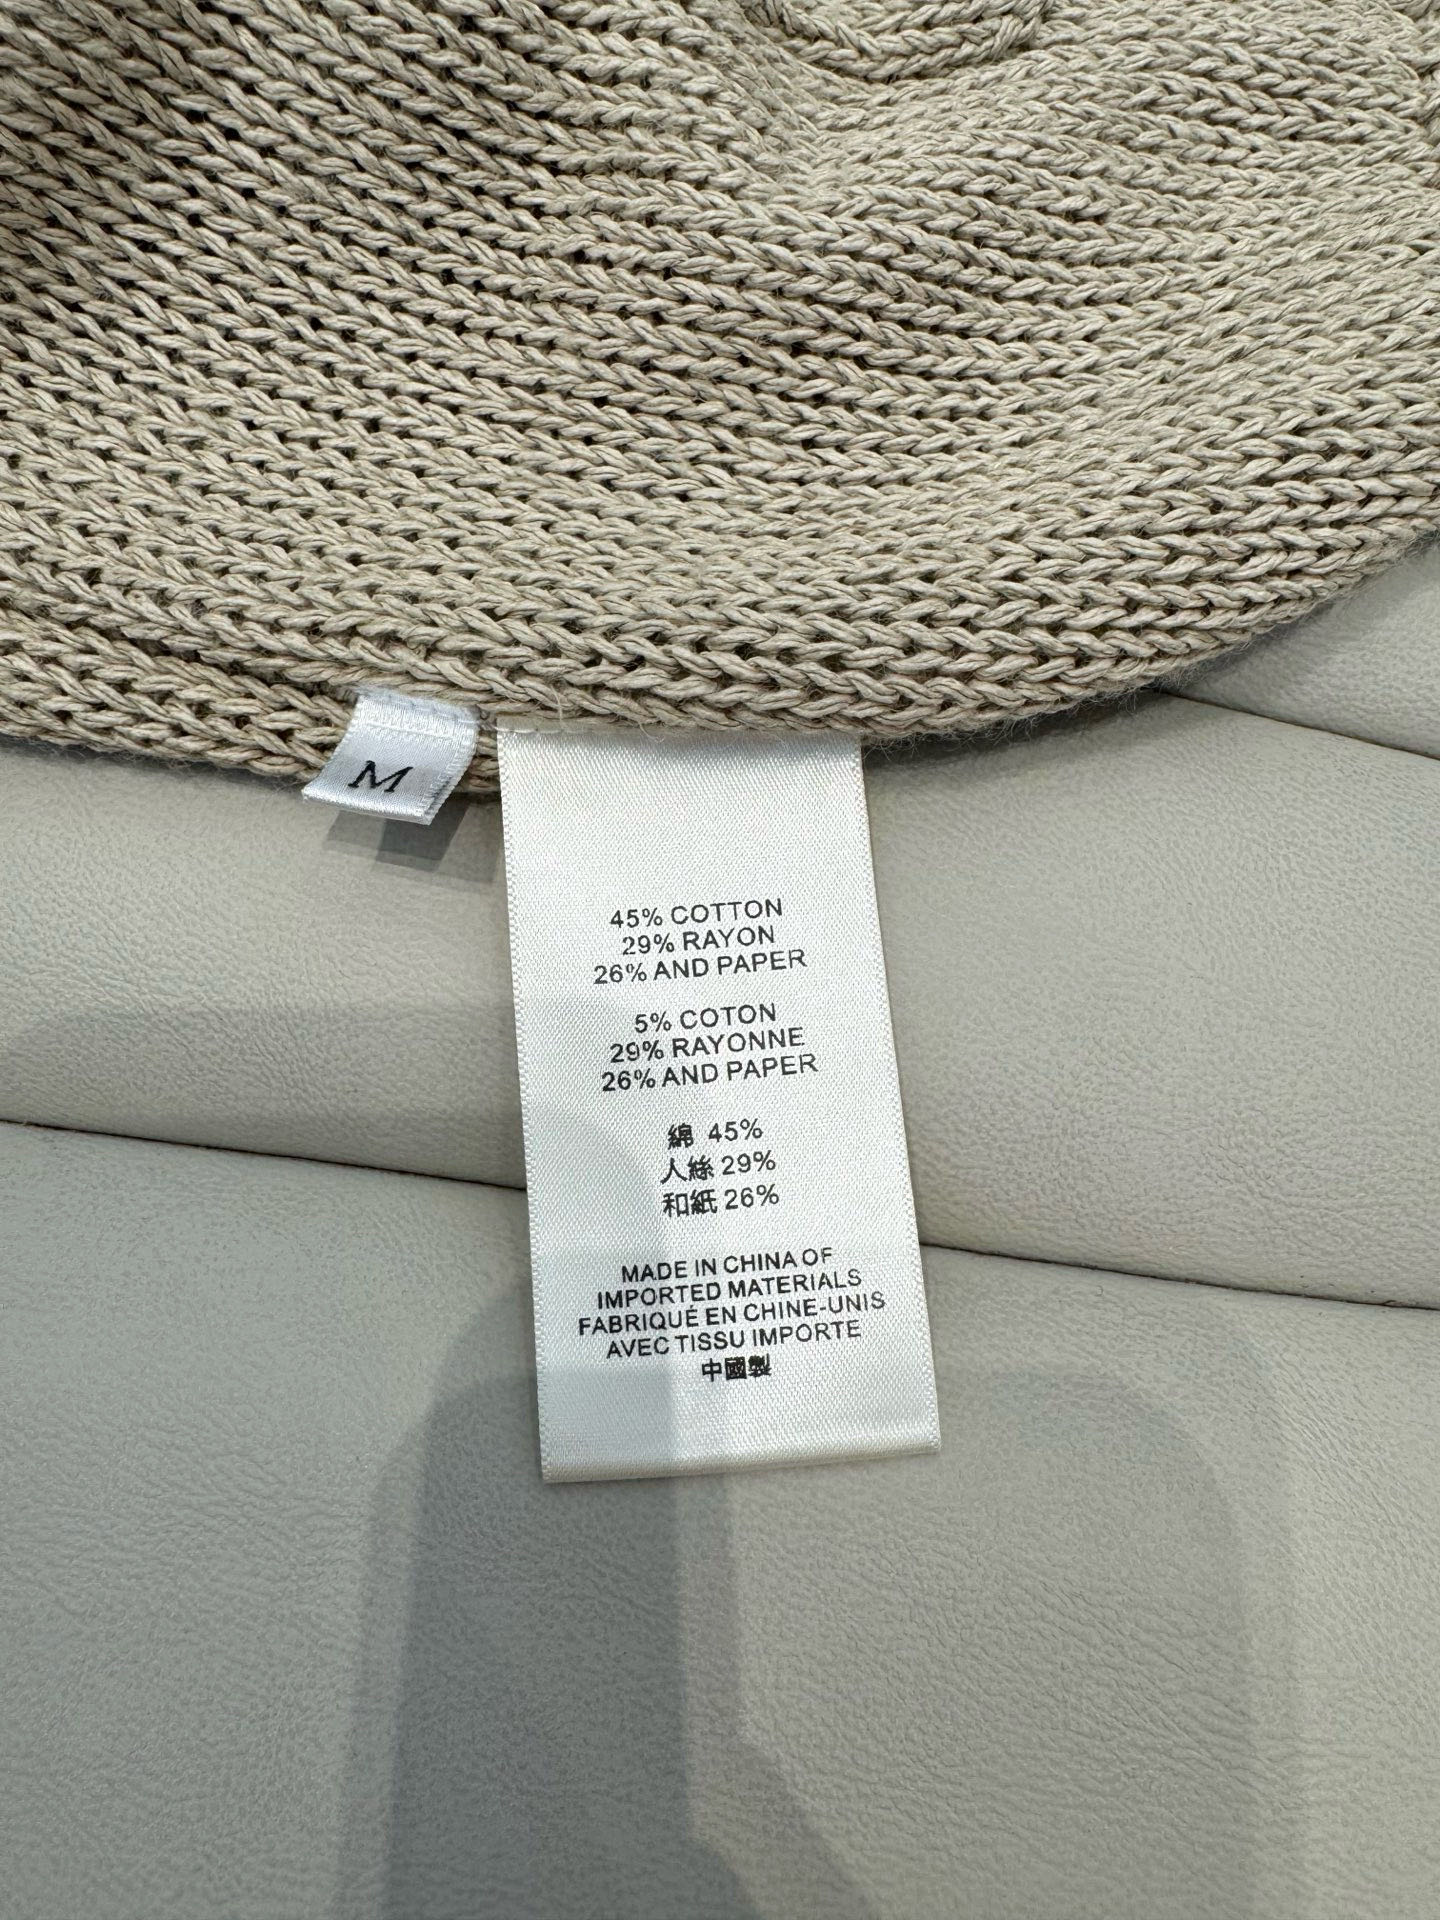 M
45% COTTON
29% RAYON
26% AND PAPER
5% COTON
29% RAYONNE
26% AND PAPER
綿 45%
人絲 29%
和紙 26%
MADE IN CHINA OF
IMPORTED MATERIALS
FABRIQUÉ EN CHINE-UNIS
AVEC TISSU IMPORTE
中國製